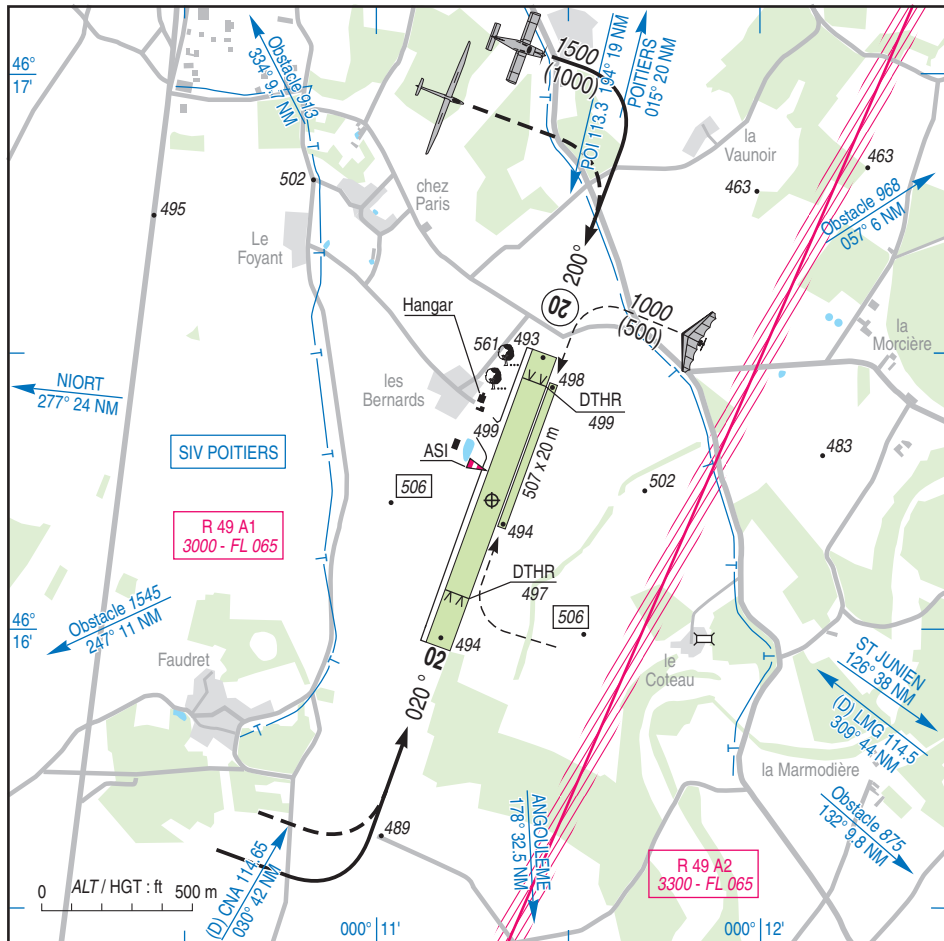 46°
17'
Obstacle 913
334° 9.7 NM
1500
(1000)
POI 113.3 194° 19 NM
POITIERS
015° 20 NM
la
Vaunoir
463
463
502
495
chez
Paris
Le
Foyant
Obstacle 968
057° 6 NM
200°
20
Hangar
1000
(500)
561
493
la
Morcière
NIORT
277° 24 NM
les
Bernards
498
DTHR
499
499
SIV POITIERS
ASI
507 x 20 m
483
506
502
R 49 A1
3000 - FL 065
494
DTHR
497
Obstacle 1545
247° 11 NM
46°
16'
506
494
02
Faudret
le
Coteau
ST JUNIEN
126° 38 NM
(D) LMG 114.5
309° 44 NM
020°
la Marmodière
Obstacle 875
132° 9.8 NM
489
ANGOULEME
178° 32.5 NM
R 49 A2
3300 - FL 065
0 ALT / HGT : ft 500 m
(D) CNA 114.65
030° 42 NM
000° 11'
000° 12'